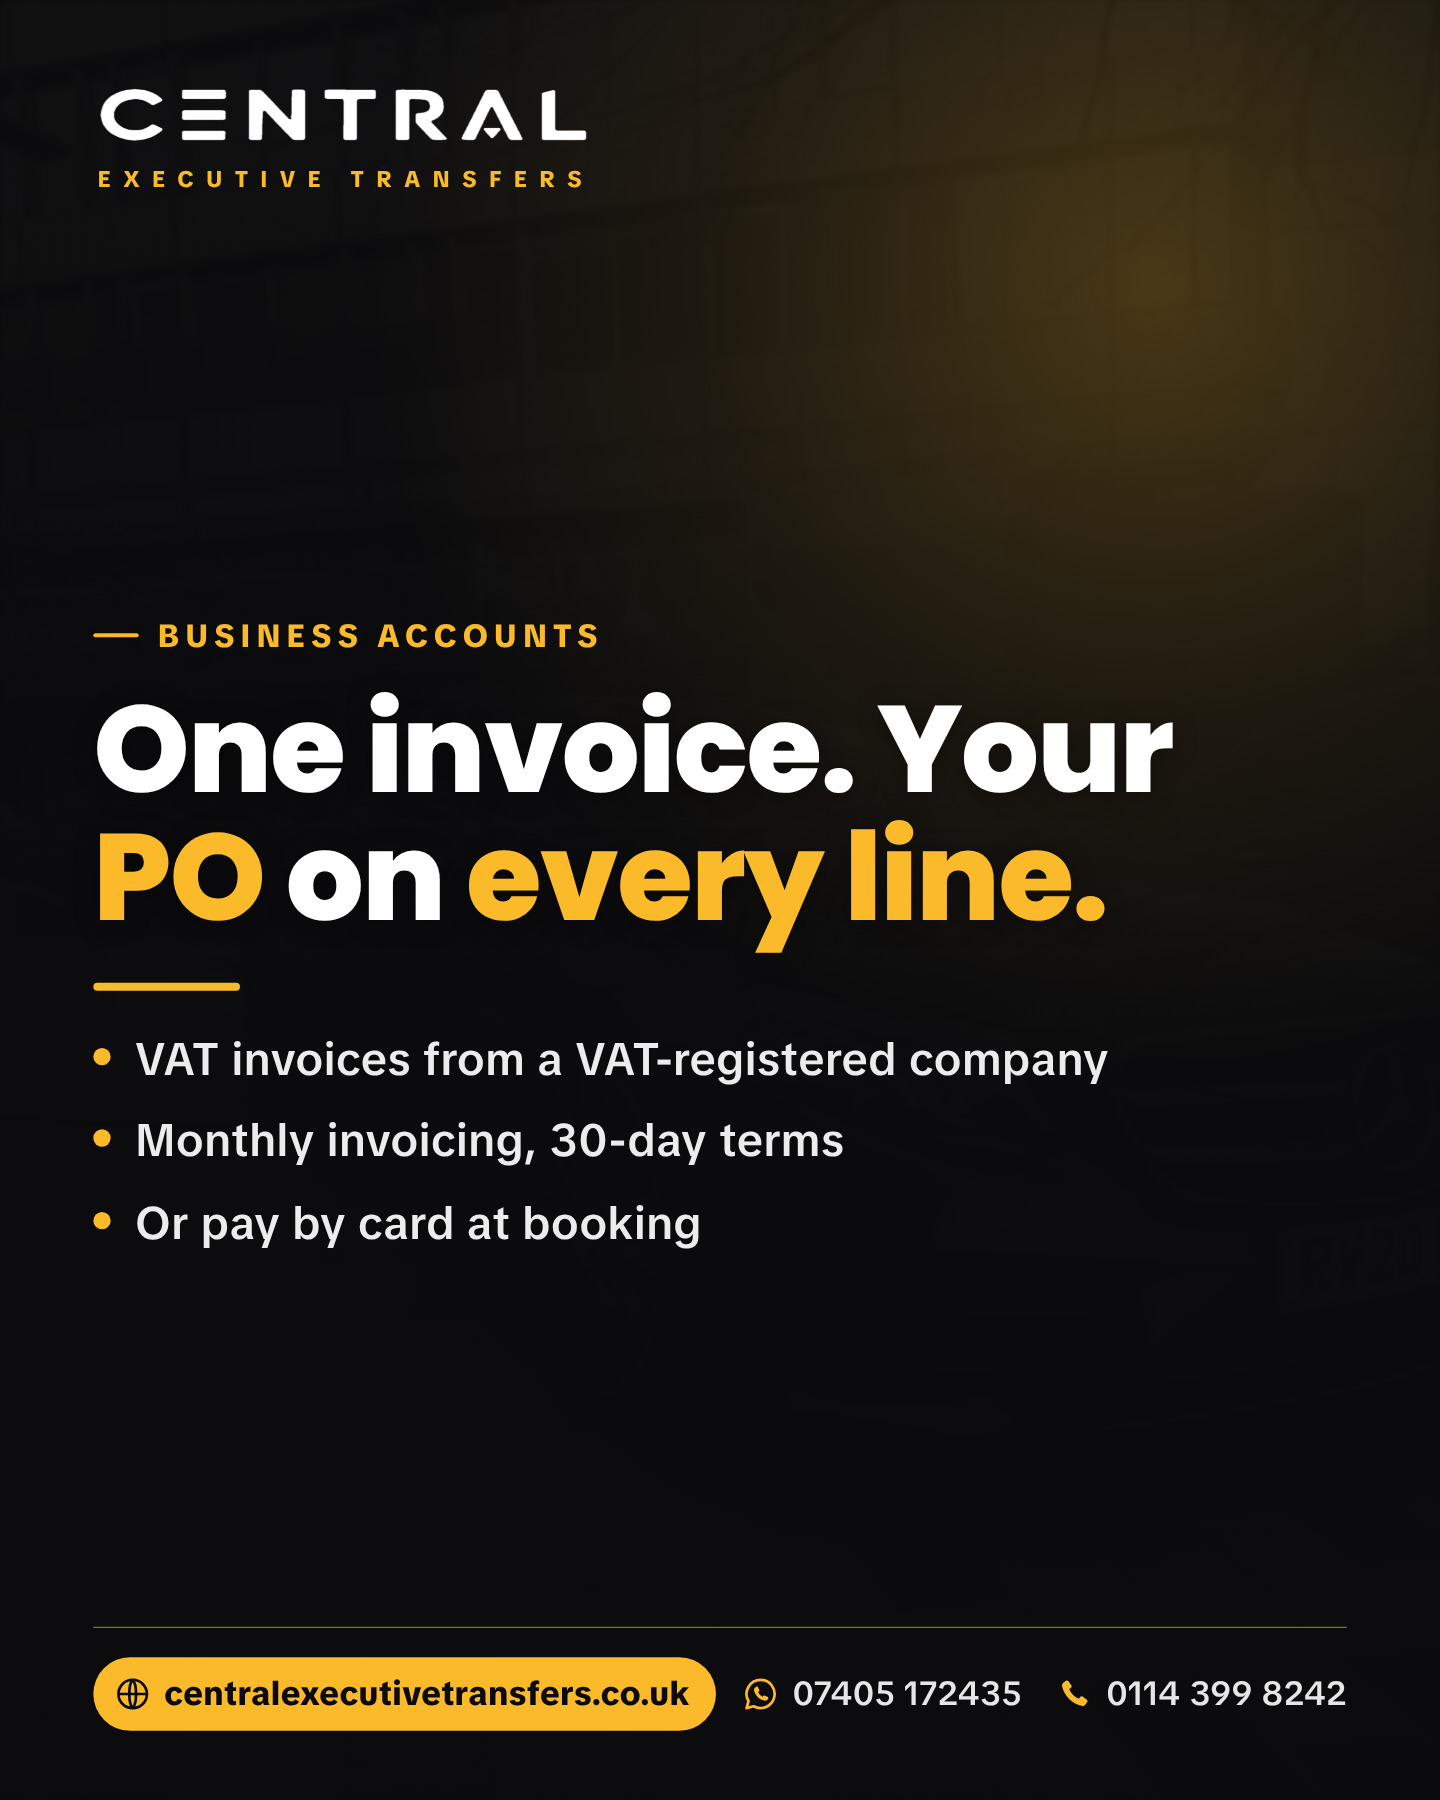 CENTRAL
EXECUTIVE TRANSFERS
BUSINESS ACCOUNTS
One invoice. Your
PO on every line.
VAT invoices from a VAT-registered company
Monthly invoicing, 30-day terms
Or pay by card at booking
centralexecutivetransfers.co.uk 07405 172435 0114 399 8242